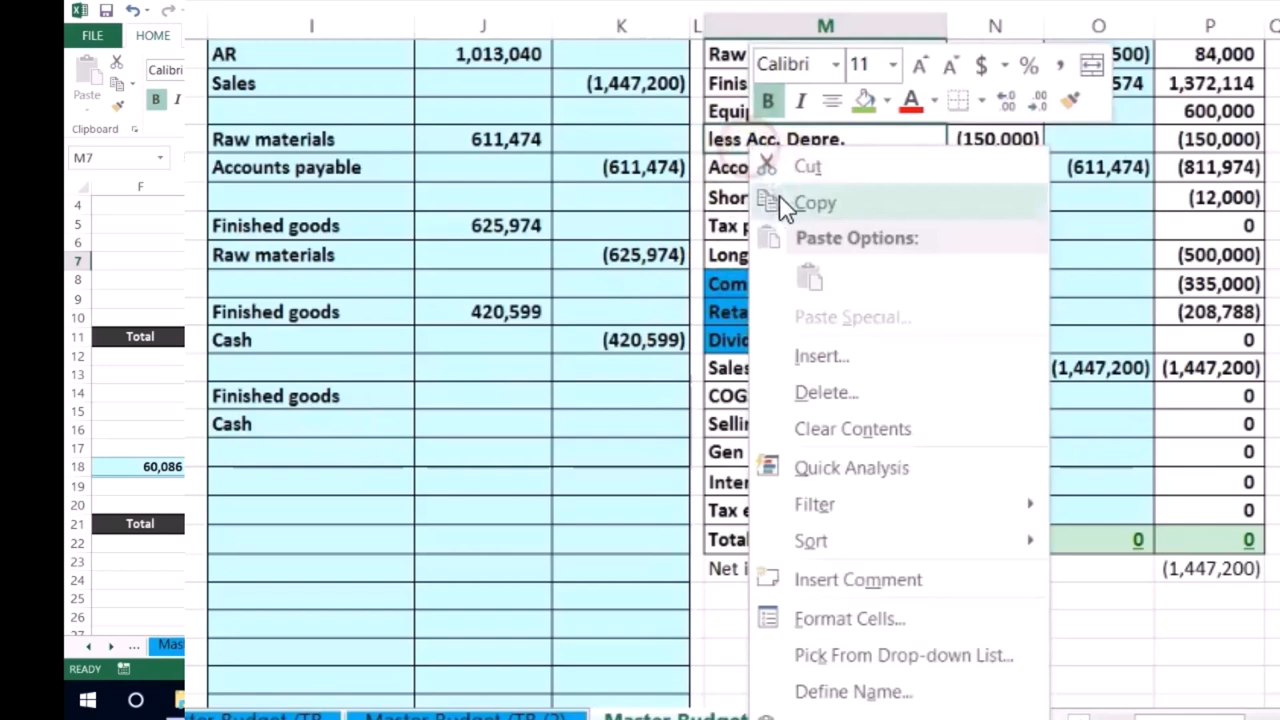 FILE HOME
Paste
Calibri
B I
Clipboard
M7
F
4
5
6
7
8
9
10
Total 11
12
13
14
15
16
17
18 60,086
19
20
Total 21
22
23
24
25
26
27
READY
I J K L M N O P
AR 1,013,040
Sales (1,447,200)
Raw materials 611,474
Accounts payable (611,474)
Finished goods 625,974
Raw materials (625,974)
Finished goods 420,599
Cash (420,599)
Finished goods
Cash
Raw 500) 84,000
Finis 574 1,372,114
Equip 600,000
less Acc. Depre. (150,000) (150,000)
Acco (611,474) (811,974)
Shor (12,000)
Tax p 0
Long (500,000)
Com (335,000)
Reta (208,788)
Divid 0
Sales (1,447,200) (1,447,200)
COG 0
Selli 0
Gen 0
Inter 0
Tax e 0
Total 0 0
Net i (1,447,200)
Calibri 11 A A $ % ,
B I A .0 .00
Cut
Copy
Paste Options:
Paste Special...
Insert...
Delete...
Clear Contents
Quick Analysis
Filter
Sort
Insert Comment
Format Cells...
Pick From Drop-down List...
Define Name...
Mas
Master Budget (TB (2)
Master Budget